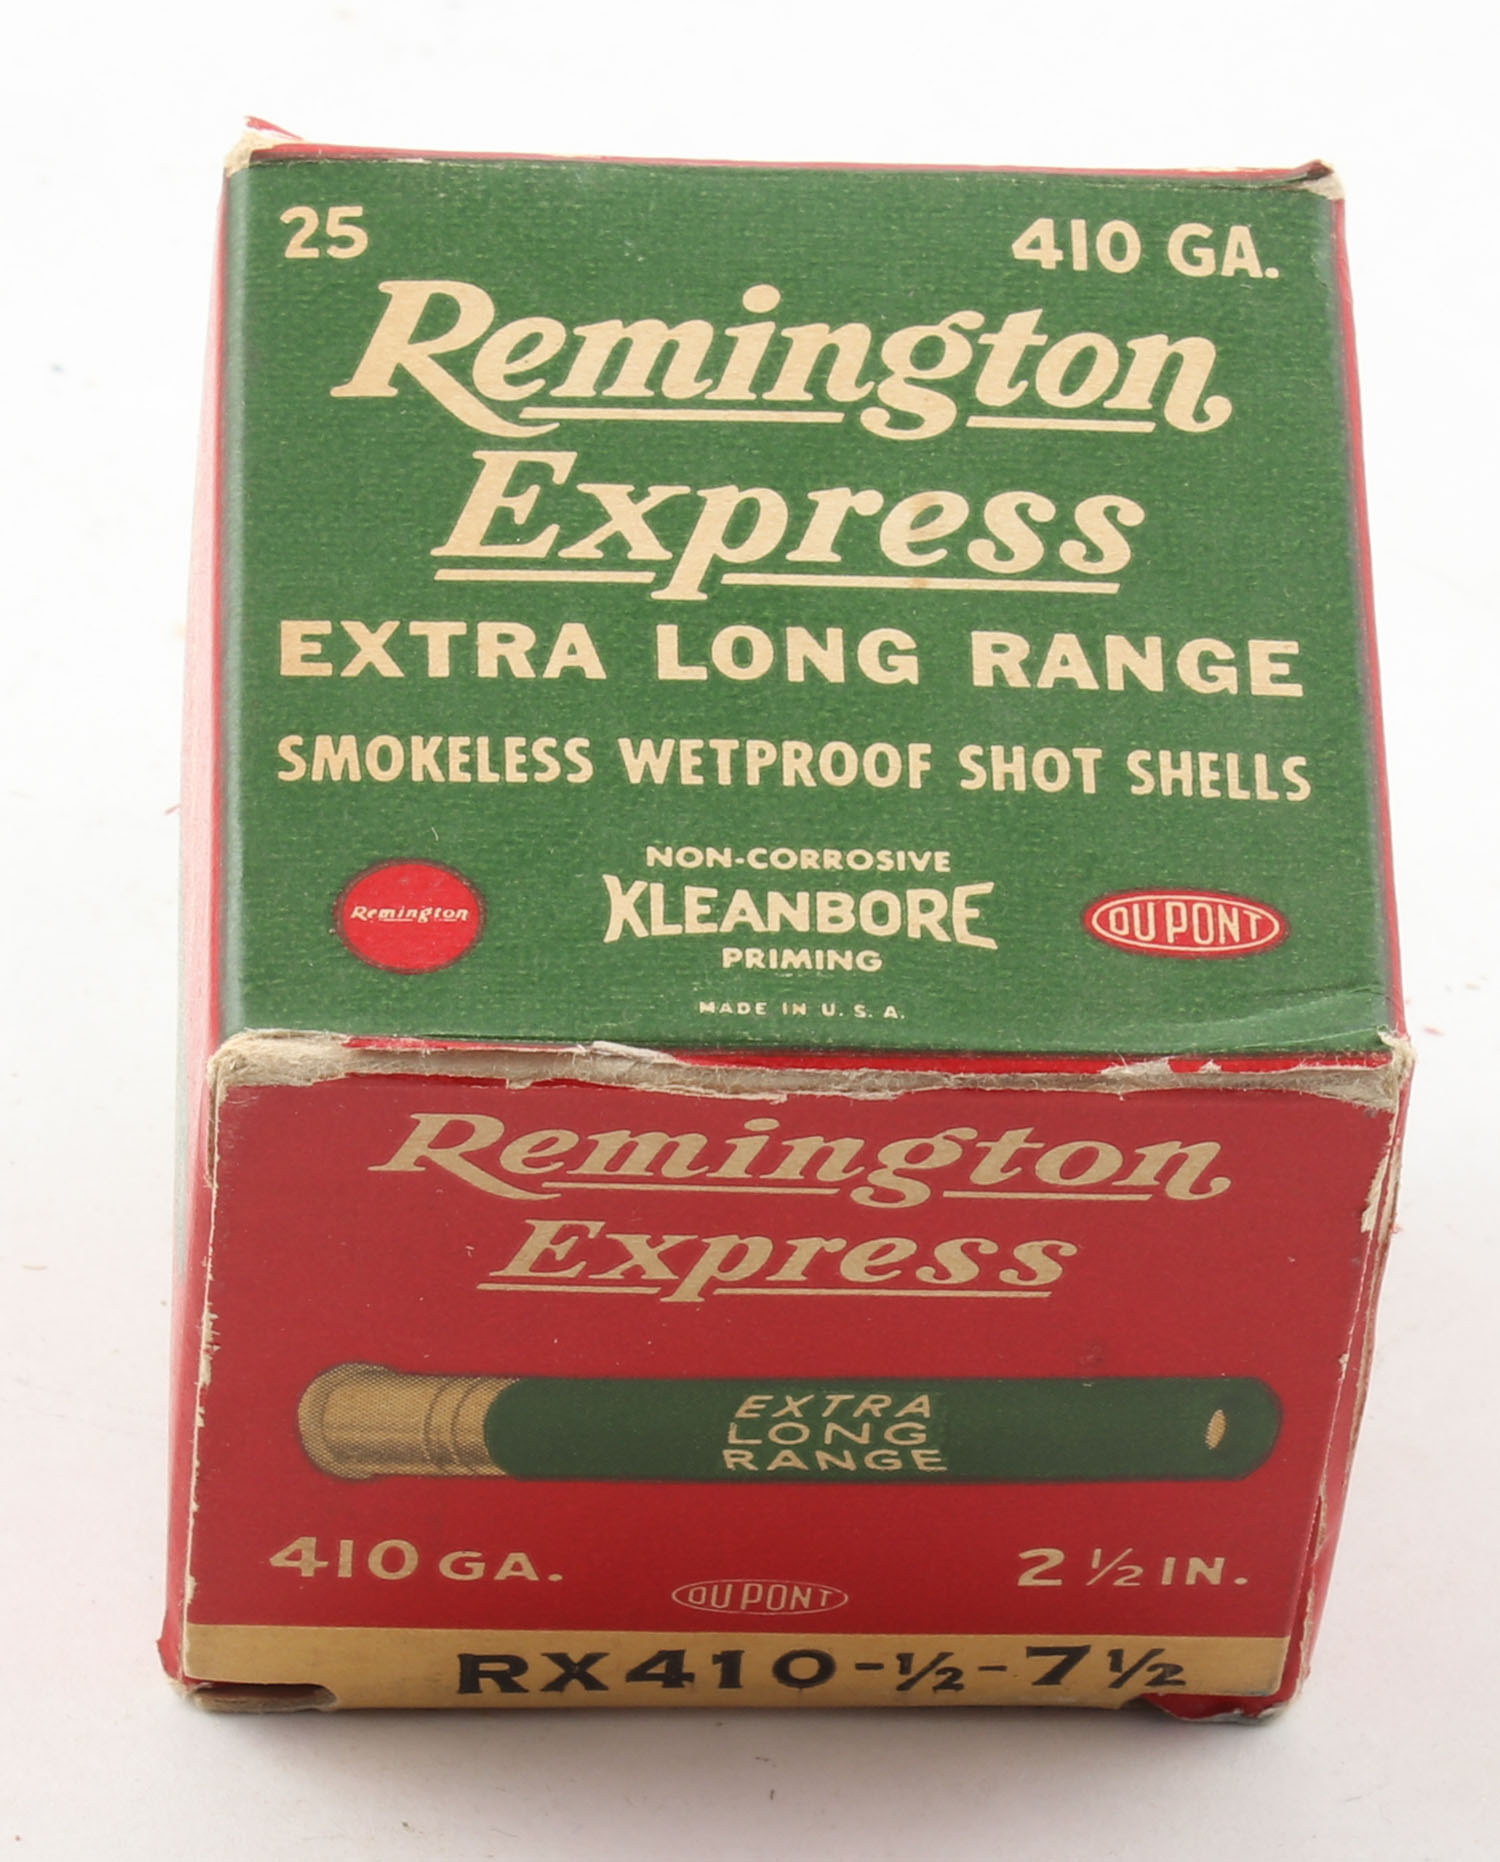 25 410 GA.
Remington
Express
EXTRA LONG RANGE
SMOKELESS WETPROOF SHOT SHELLS
NON-CORROSIVE
Remington KLEANBORE DU PONT
PRIMING
MADE IN U. S. A.
Remington
Express
EXTRA
LONG
RANGE
410 GA. 2 ½ IN.
DU PONT
RX410-½-7½